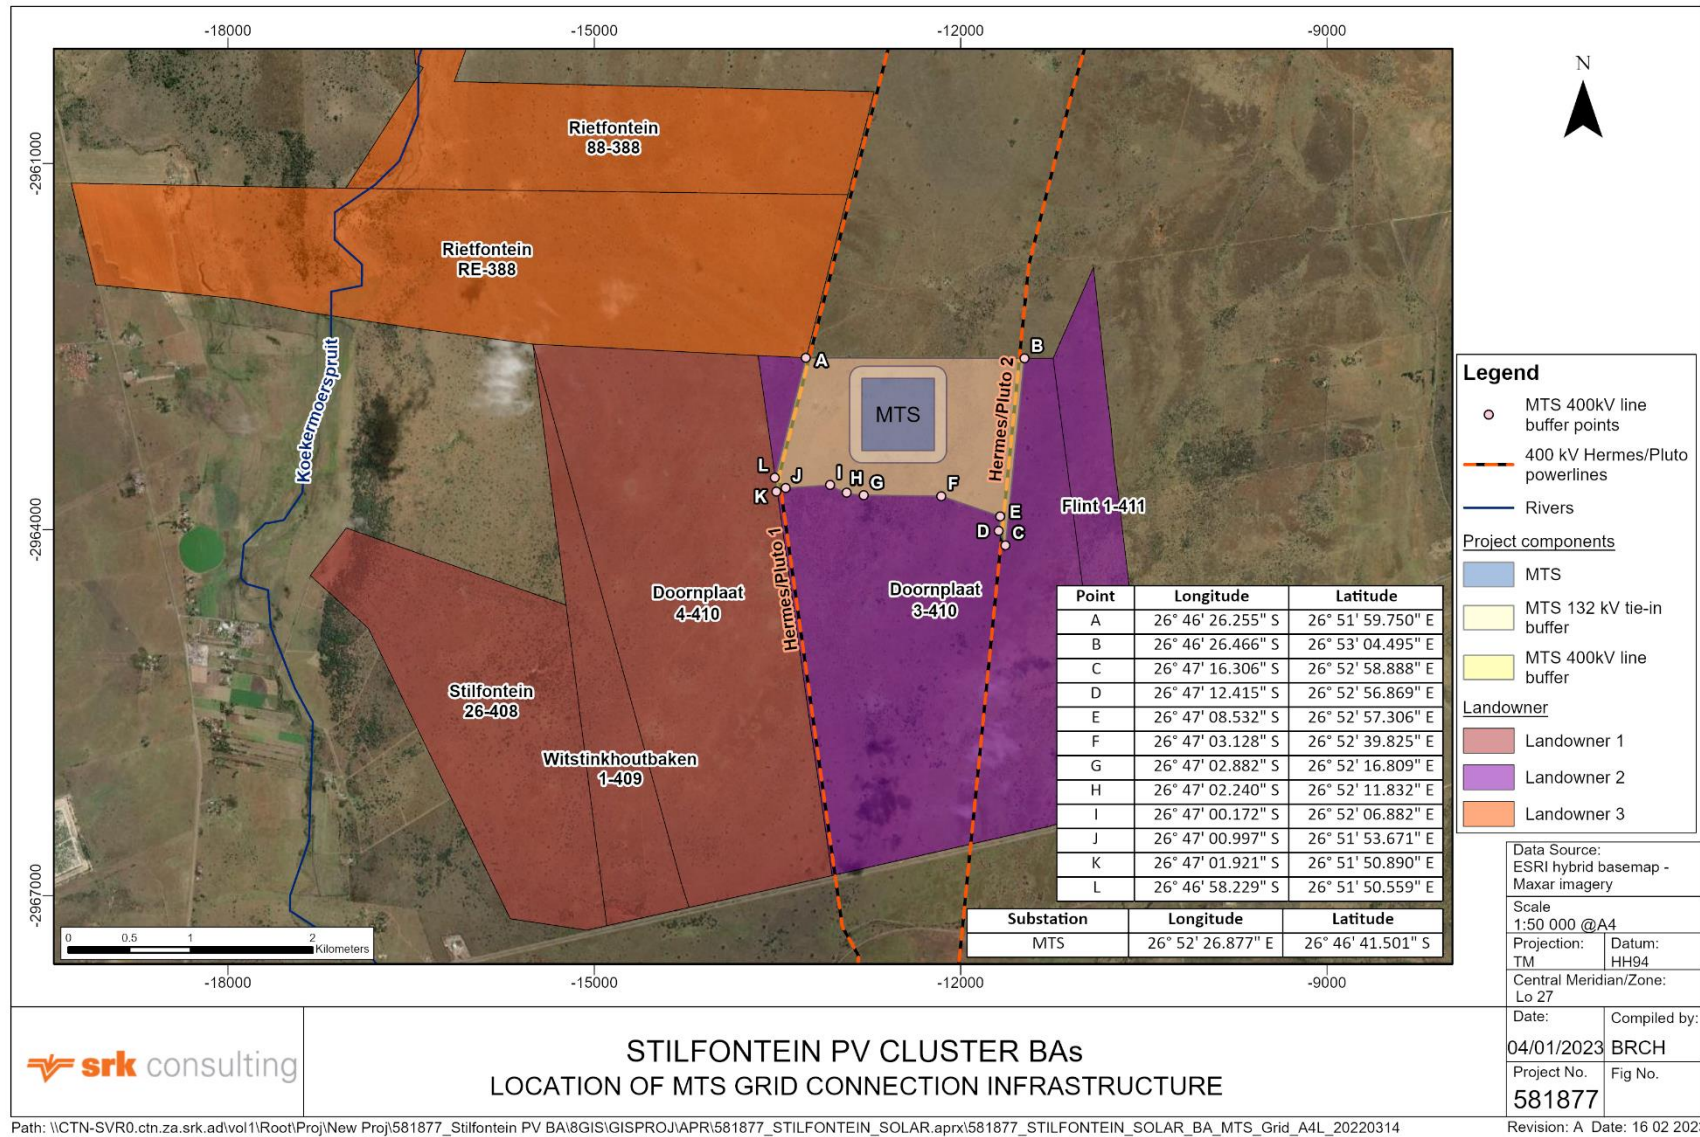 -18000 -15000 -12000 -9000
N
-2961000
-2964000
-2967000
Rietfontein
88-388
Rietfontein
RE-388
Koekermoerspruit
A
B
MTS
Hermes/Pluto 2
L
J
I
H
G
F
K
E
D
C
Flint 1-411
Hermes/Pluto 1
Doornplaat
4-410
Doornplaat
3-410
Stilfontein
26-408
Witstinkhoutbaken
1-409
Point Longitude Latitude
A 26° 46' 26.255" S 26° 51' 59.750" E
B 26° 46' 26.466" S 26° 53' 04.495" E
C 26° 47' 16.306" S 26° 52' 58.888" E
D 26° 47' 12.415" S 26° 52' 56.869" E
E 26° 47' 08.532" S 26° 52' 57.306" E
F 26° 47' 03.128" S 26° 52' 39.825" E
G 26° 47' 02.882" S 26° 52' 16.809" E
H 26° 47' 02.240" S 26° 52' 11.832" E
I 26° 47' 00.172" S 26° 52' 06.882" E
J 26° 47' 00.997" S 26° 51' 53.671" E
K 26° 47' 01.921" S 26° 51' 50.890" E
L 26° 46' 58.229" S 26° 51' 50.559" E
Substation Longitude Latitude
MTS 26° 52' 26.877" E 26° 46' 41.501" S
0 0.5 1 2
Kilometers
-18000 -15000 -12000 -9000
Legend
MTS 400kV line
buffer points
400 kV Hermes/Pluto
powerlines
Rivers
Project components
MTS
MTS 132 kV tie-in
buffer
MTS 400kV line
buffer
Landowner
Landowner 1
Landowner 2
Landowner 3
Data Source:
ESRI hybrid basemap -
Maxar imagery
Scale
1:50 000 @A4
Projection: Datum:
TM HH94
Central Meridian/Zone:
Lo 27
Date: Compiled by:
04/01/2023 BRCH
Project No. Fig No.
581877
srk consulting
STILFONTEIN PV CLUSTER BAs
LOCATION OF MTS GRID CONNECTION INFRASTRUCTURE
Path: \\CTN-SVR0.ctn.za.srk.ad\vol1\Root\Proj\New Proj\581877_Stilfontein PV BA\8GIS\GISPROJ\APR\581877_STILFONTEIN_SOLAR.aprx\581877_STILFONTEIN_SOLAR_BA_MTS_Grid_A4L_20220314 Revision: A Date: 16 02 202